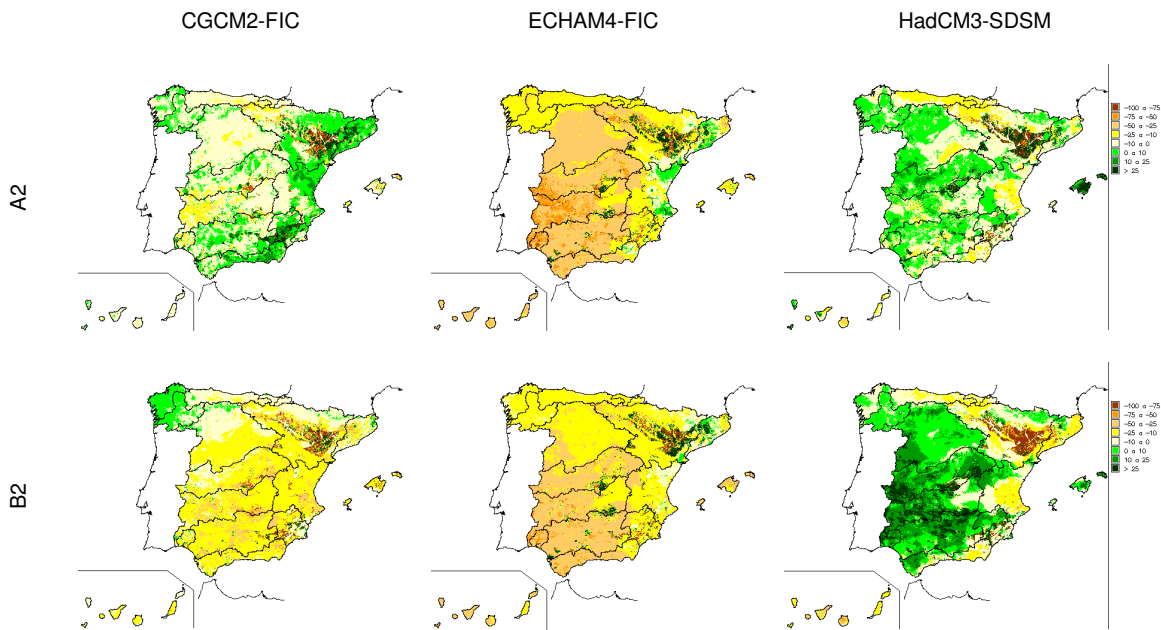 CGCM2-FIC
ECHAM4-FIC
HadCM3-SDSM
A2
-100 a -75
-75 a -50
-50 a -25
-25 a -10
-10 a 0
0 a 10
10 a 25
> 25
B2
-100 a -75
-75 a -50
-50 a -25
-25 a -10
-10 a 0
0 a 10
10 a 25
> 25